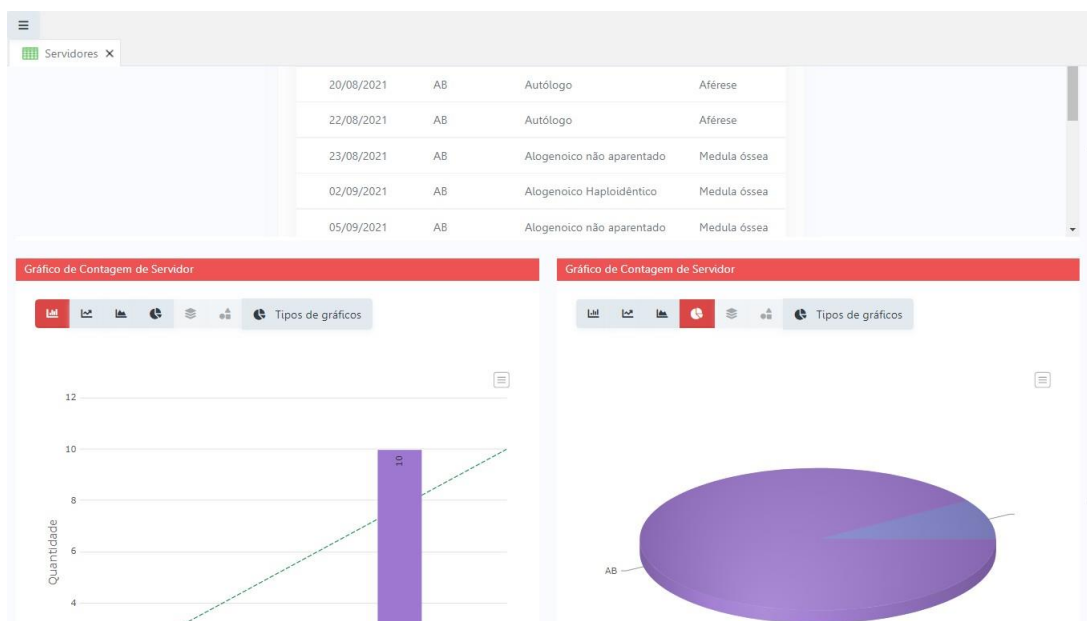 Servidores
20/08/2021 AB Autólogo Aférese
22/08/2021 AB Autólogo Aférese
23/08/2021 AB Alogenoico não aparentado Medula óssea
02/09/2021 AB Alogenoico Haploidêntico Medula óssea
05/09/2021 AB Alogenoico não aparentado Medula óssea
Gráfico de Contagem de Servidor
Tipos de gráficos
12
10
8
6
4
Quantidade
10
Gráfico de Contagem de Servidor
Tipos de gráficos
AB